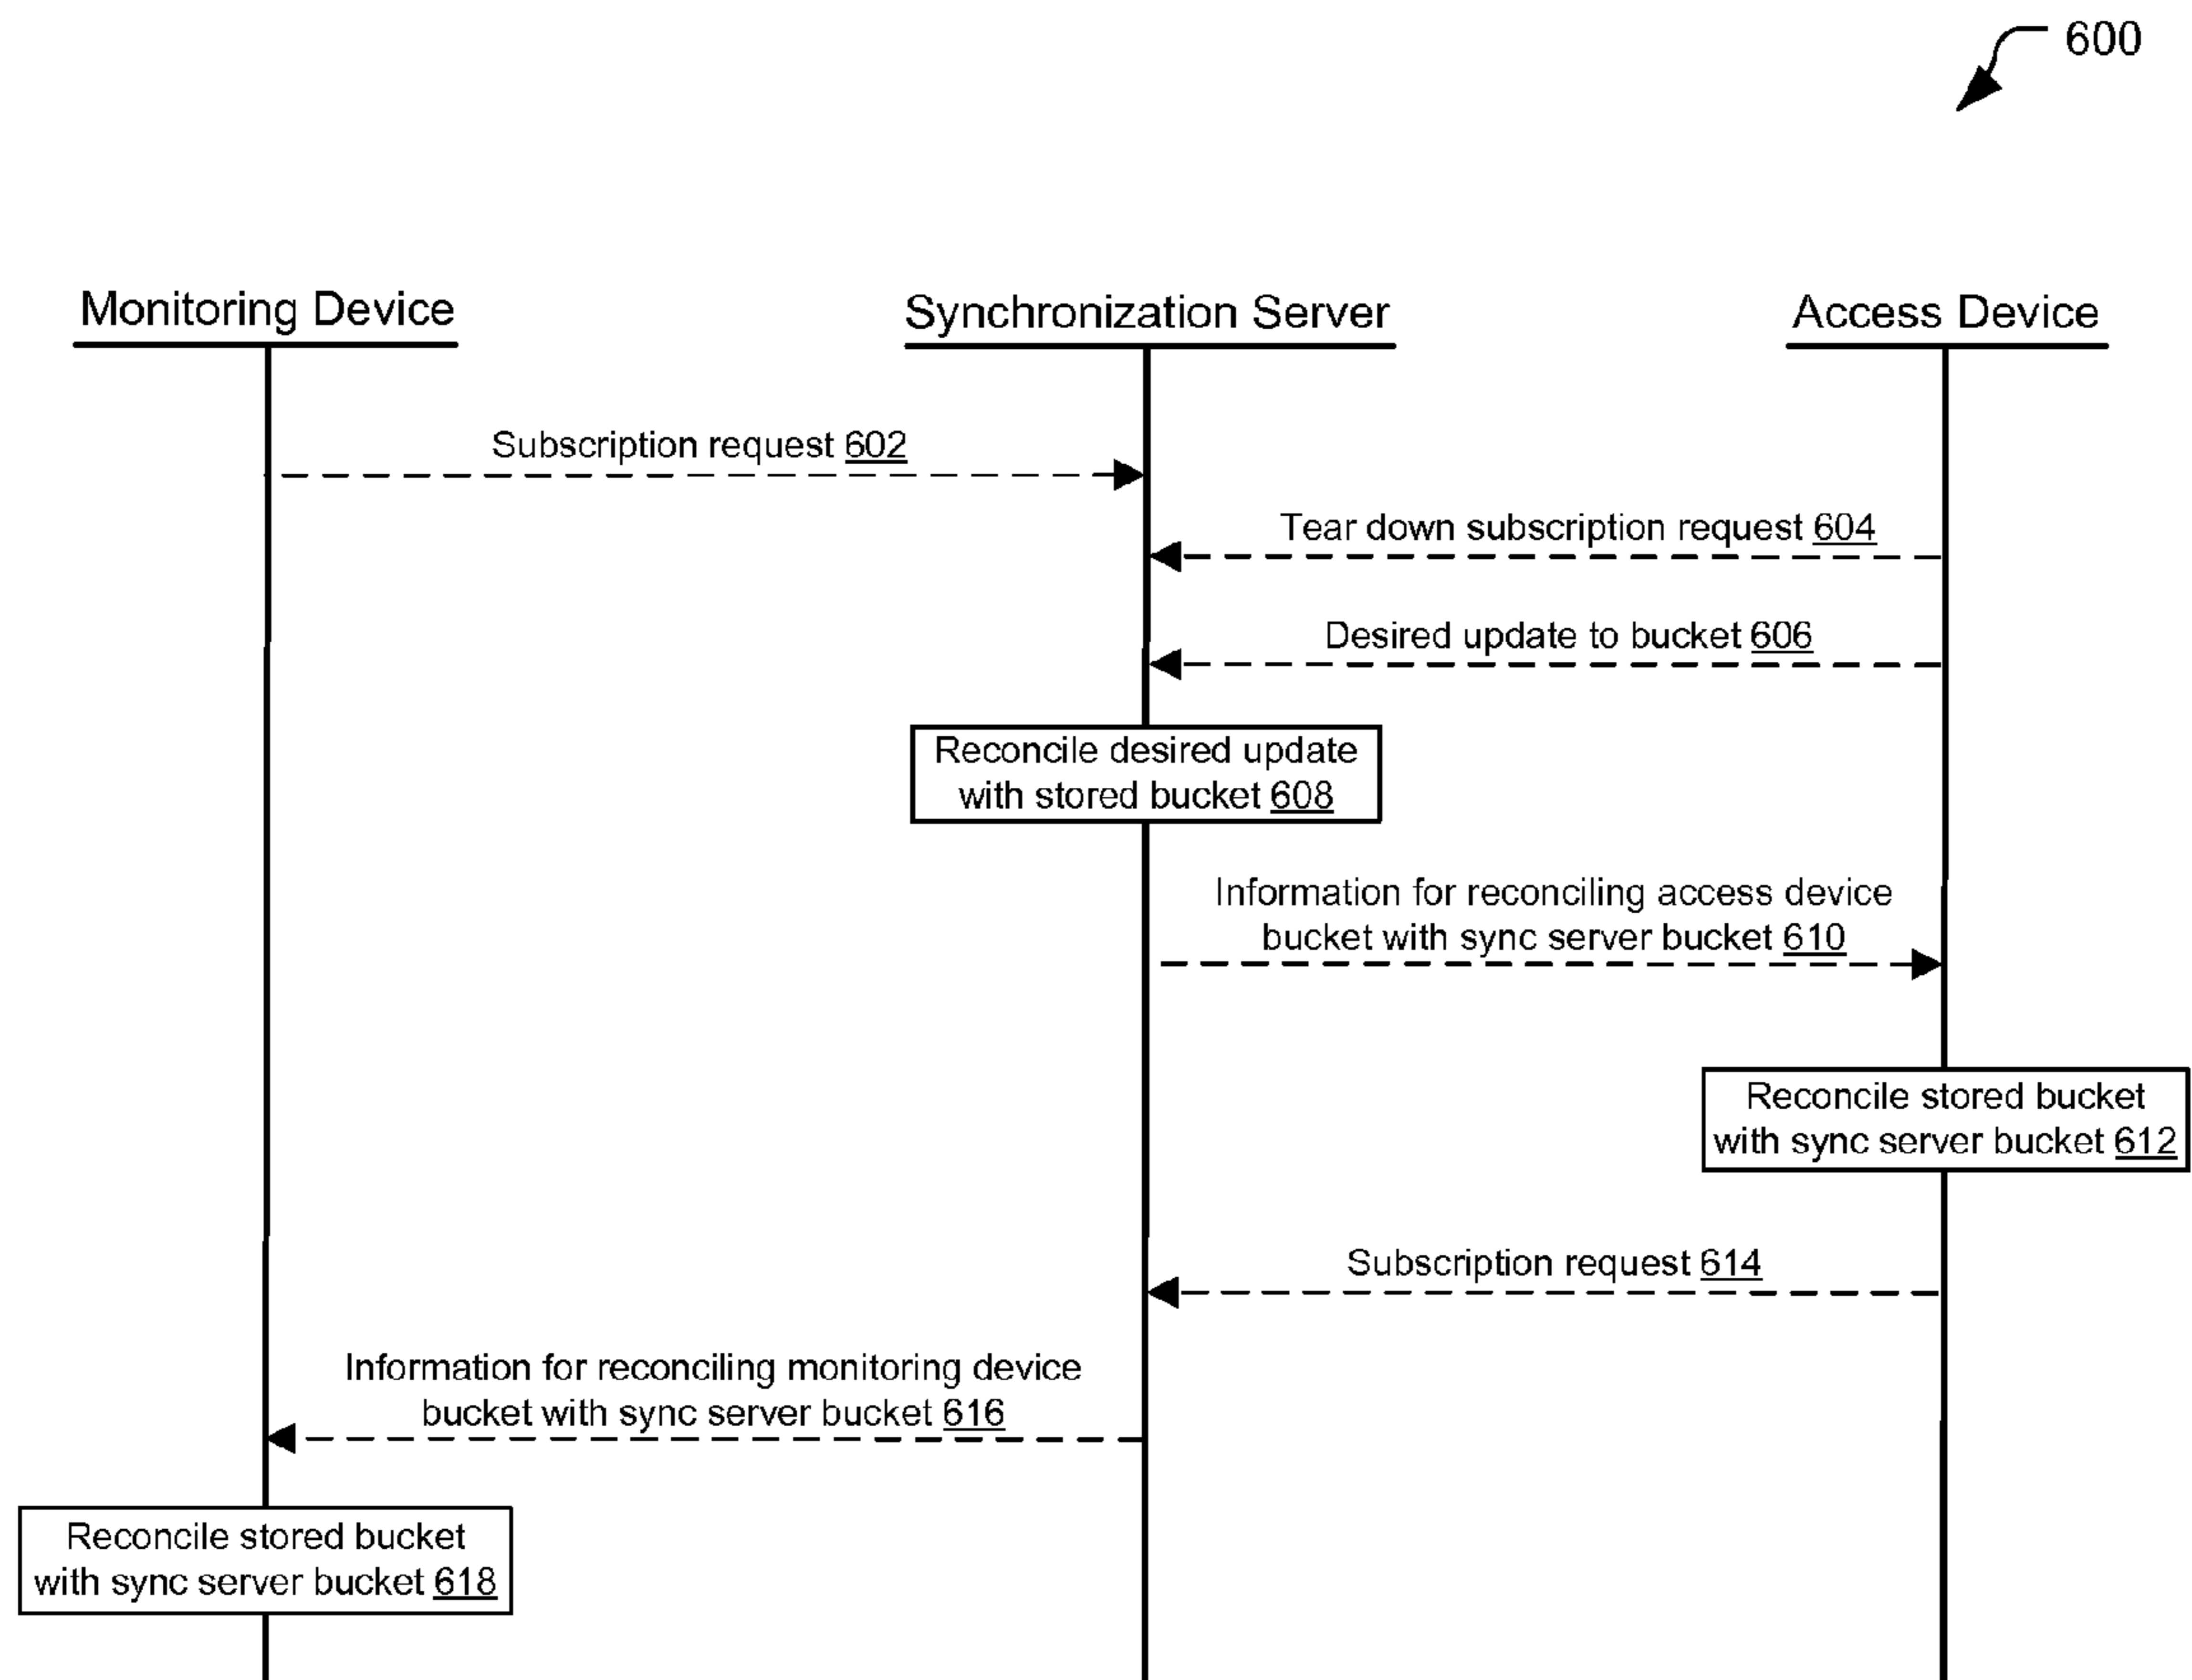 600
Monitoring Device
Synchronization Server
Access Device
Subscription request 602
Tear down subscription request 604
Desired update to bucket 606
Reconcile desired update
with stored bucket 608
Information for reconciling access device
bucket with sync server bucket 610
Reconcile stored bucket
with sync server bucket 612
Subscription request 614
Information for reconciling monitoring device
bucket with sync server bucket 616
Reconcile stored bucket
with sync server bucket 618